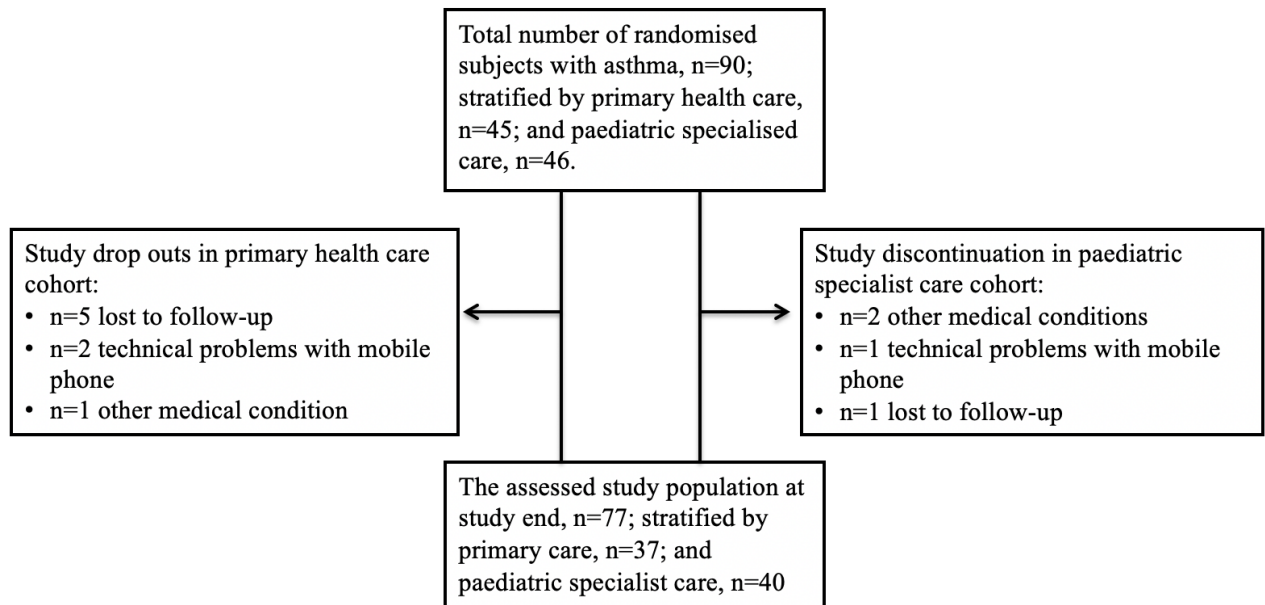 Total number of randomised
subjects with asthma, n=90;
stratified by primary health care,
n=45; and paediatric specialised
care, n=46.
Study drop outs in primary health care
cohort:
• n=5 lost to follow-up
• n=2 technical problems with mobile
phone
• n=1 other medical condition
Study discontinuation in paediatric
specialist care cohort:
• n=2 other medical conditions
• n=1 technical problems with mobile
phone
• n=1 lost to follow-up
The assessed study population at
study end, n=77; stratified by
primary care, n=37; and
paediatric specialist care, n=40